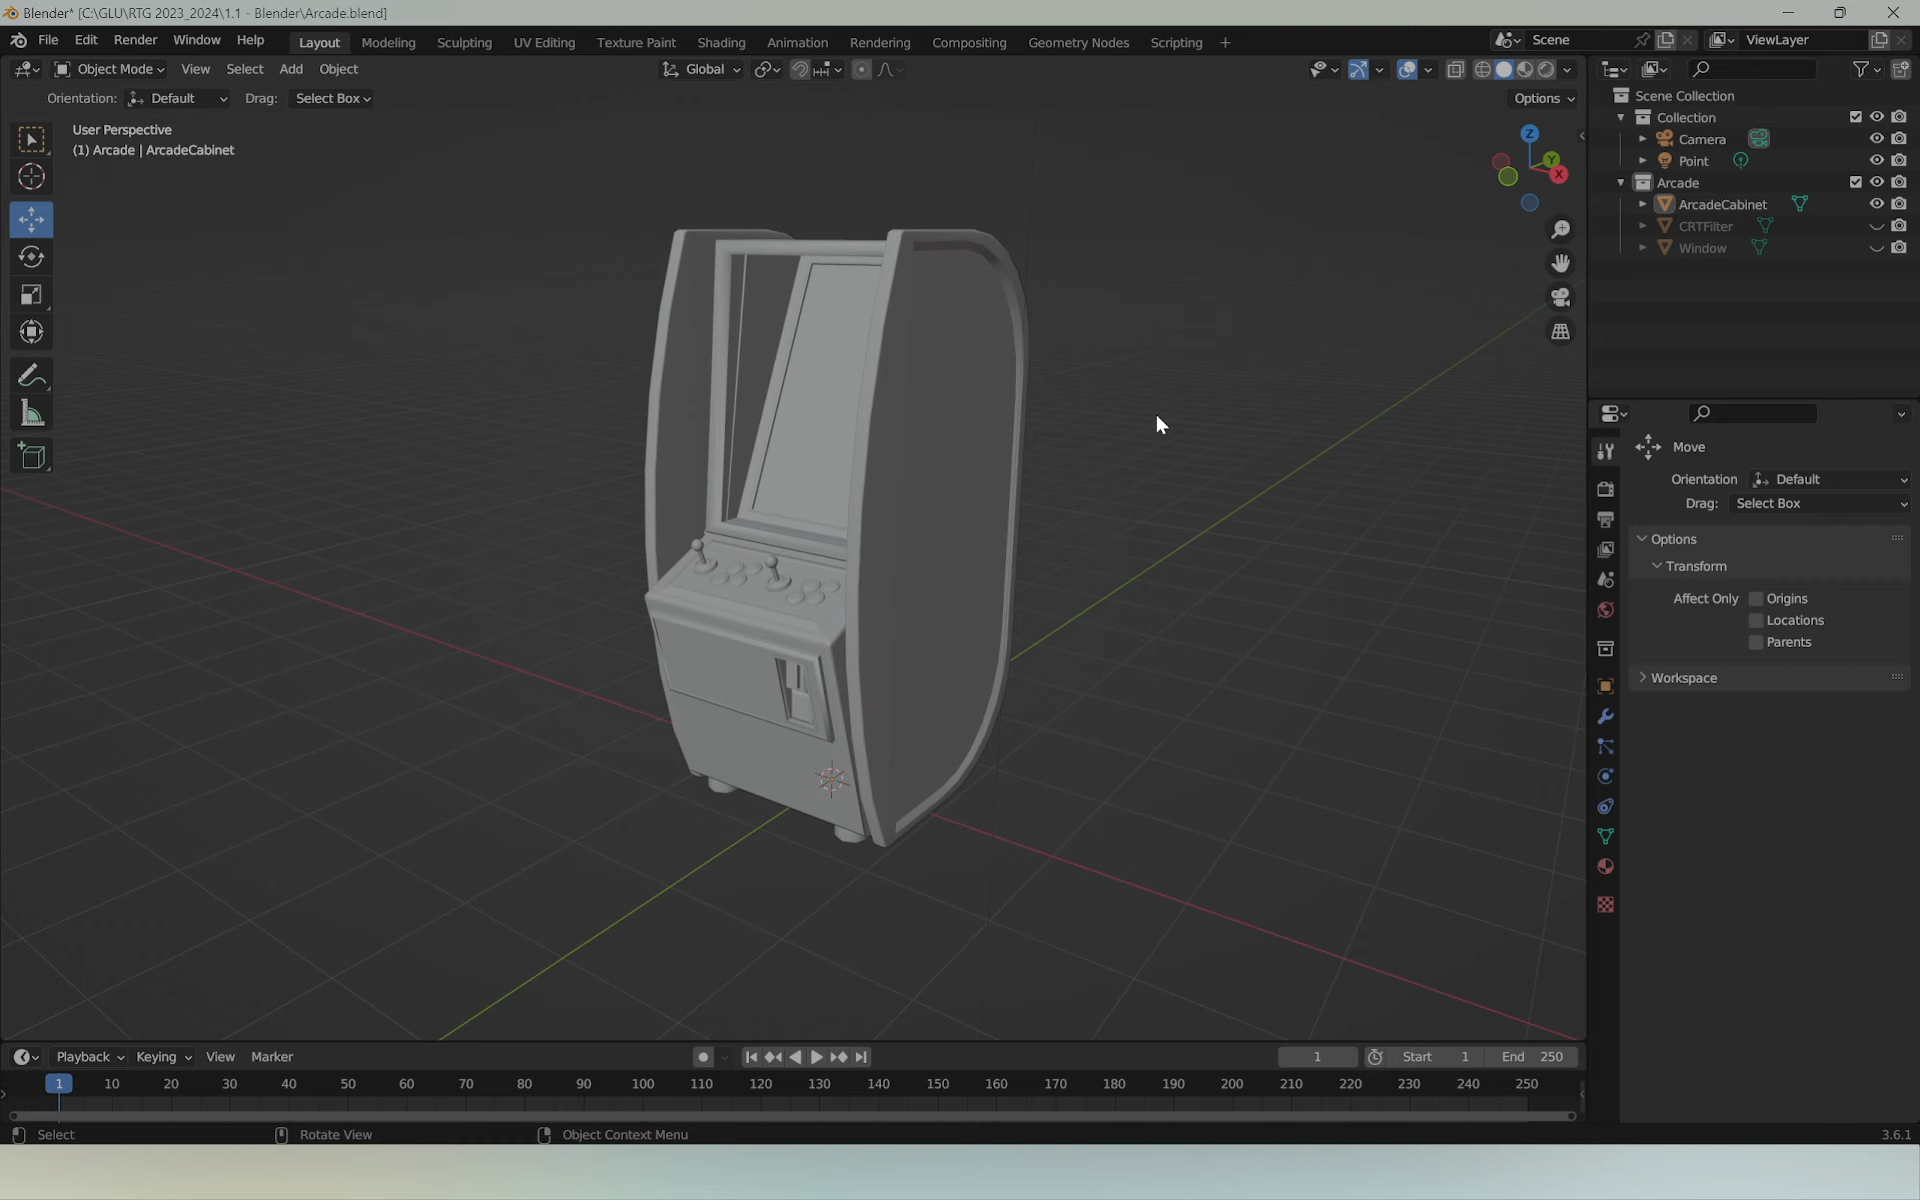 Blender* [C:\GLU\RTG 2023_2024\1.1 - Blender\Arcade.blend]
File Edit Render Window Help Layout Modeling Sculpting UV Editing Texture Paint Shading Animation Rendering Compositing Geometry Nodes Scripting + Scene ViewLayer
Object Mode View Select Add Object Global
Orientation: Default Drag: Select Box Options
User Perspective
(1) Arcade | ArcadeCabinet
Z
Y
X
Scene Collection
Collection
Camera
Point
Arcade
ArcadeCabinet
CRTFilter
Window
Move
Orientation Default
Drag: Select Box
Options
Transform
Affect Only Origins
Locations
Parents
Workspace
Playback Keying View Marker 1 Start 1 End 250
1 10 20 30 40 50 60 70 80 90 100 110 120 130 140 150 160 170 180 190 200 210 220 230 240 250
Select Rotate View Object Context Menu 3.6.1